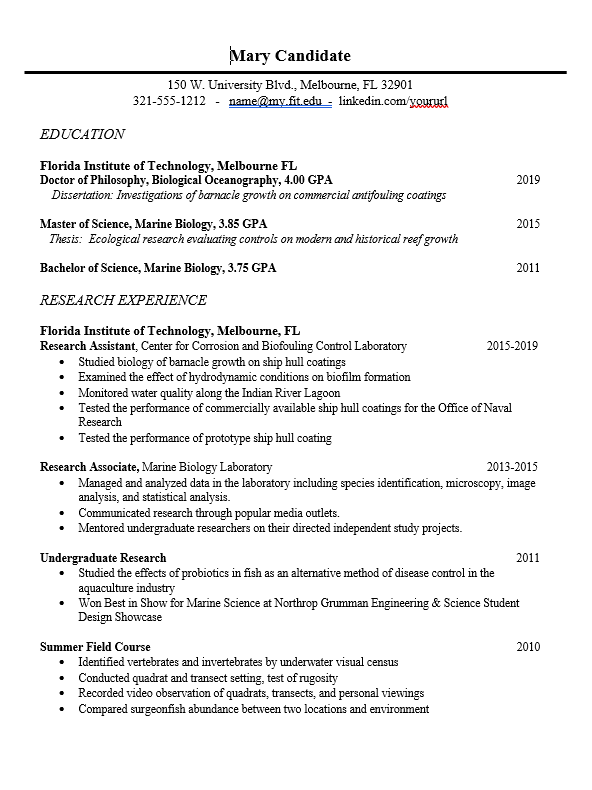 Mary Candidate
150 W. University Blvd., Melbourne, FL 32901
321-555-1212 - name@my.fit.edu - linkedin.com/yoururl
EDUCATION
Florida Institute of Technology, Melbourne FL
Doctor of Philosophy, Biological Oceanography, 4.00 GPA 2019
Dissertation: Investigations of barnacle growth on commercial antifouling coatings
Master of Science, Marine Biology, 3.85 GPA 2015
Thesis: Ecological research evaluating controls on modern and historical reef growth
Bachelor of Science, Marine Biology, 3.75 GPA 2011
RESEARCH EXPERIENCE
Florida Institute of Technology, Melbourne, FL
Research Assistant, Center for Corrosion and Biofouling Control Laboratory 2015-2019
• Studied biology of barnacle growth on ship hull coatings
• Examined the effect of hydrodynamic conditions on biofilm formation
• Monitored water quality along the Indian River Lagoon
• Tested the performance of commercially available ship hull coatings for the Office of Naval
Research
• Tested the performance of prototype ship hull coating
Research Associate, Marine Biology Laboratory 2013-2015
• Managed and analyzed data in the laboratory including species identification, microscopy, image
analysis, and statistical analysis.
• Communicated research through popular media outlets.
• Mentored undergraduate researchers on their directed independent study projects.
Undergraduate Research 2011
• Studied the effects of probiotics in fish as an alternative method of disease control in the
aquaculture industry
• Won Best in Show for Marine Science at Northrop Grumman Engineering & Science Student
Design Showcase
Summer Field Course 2010
• Identified vertebrates and invertebrates by underwater visual census
• Conducted quadrat and transect setting, test of rugosity
• Recorded video observation of quadrats, transects, and personal viewings
• Compared surgeonfish abundance between two locations and environment